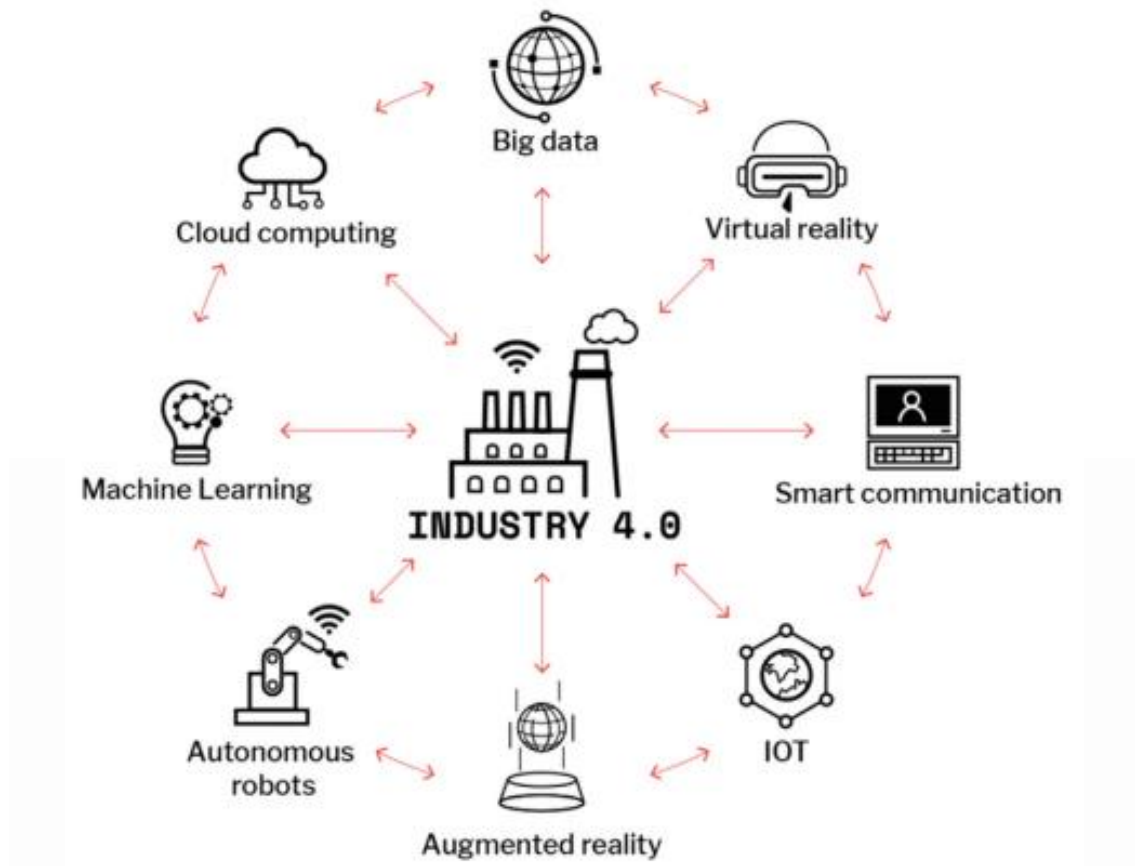 Big data
Cloud computing
Virtual reality
Machine Learning
Smart communication
INDUSTRY 4.0
Autonomous
robots
IOT
Augmented reality